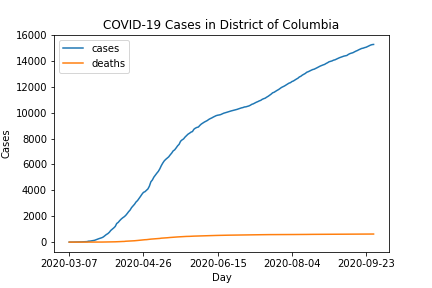 COVID-19 Cases in District of Columbia
cases
deaths
Cases
16000
14000
12000
10000
8000
6000
4000
2000
0
2020-03-07 2020-04-26 2020-06-15 2020-08-04 2020-09-23
Day